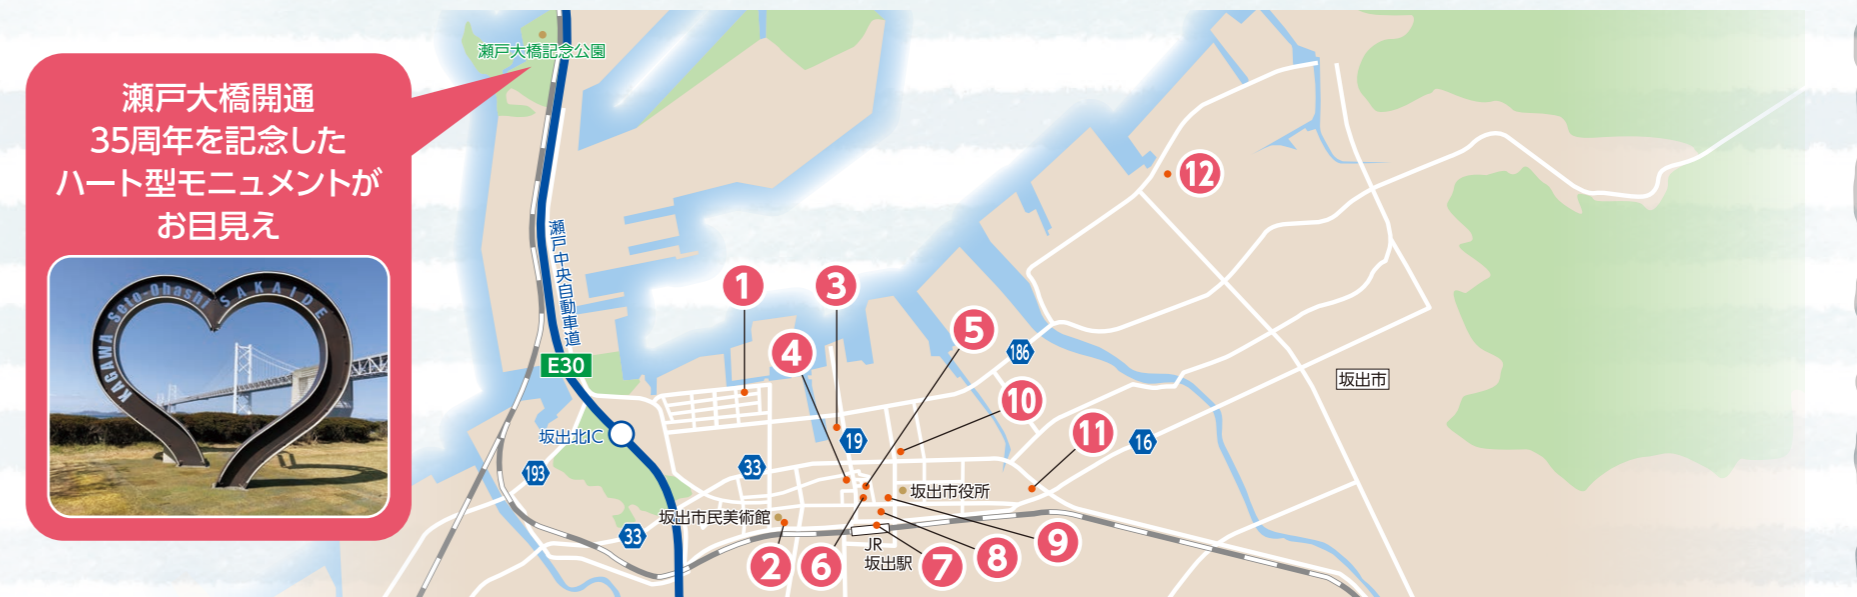 瀬戸大橋開通
35周年を記念した
ハート型モニュメントが
お目見え
KAGAWA Seto-Ohashi SAKAIDE
瀬戸大橋記念公園
瀬戸中央自動車道
E30
坂出北IC
193
33
33
坂出市民美術館
19
186
16
坂出市
坂出市役所
JR
坂出駅
1
2
3
4
5
6
7
8
9
10
11
12